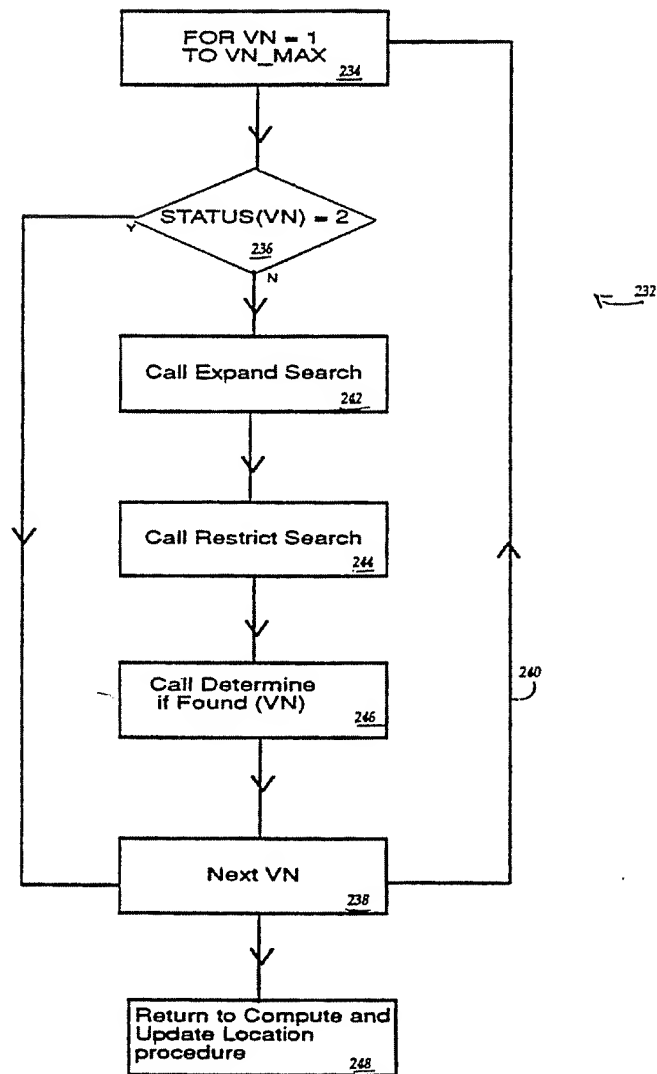 FOR VN = 1
TO VN_MAX
234
STATUS(VN) = 2
Y
236
N
232
Call Expand Search
242
Call Restrict Search
244
Call Determine
if Found (VN)
246
240
Next VN
238
Return to Compute and
Update Location
procedure
248